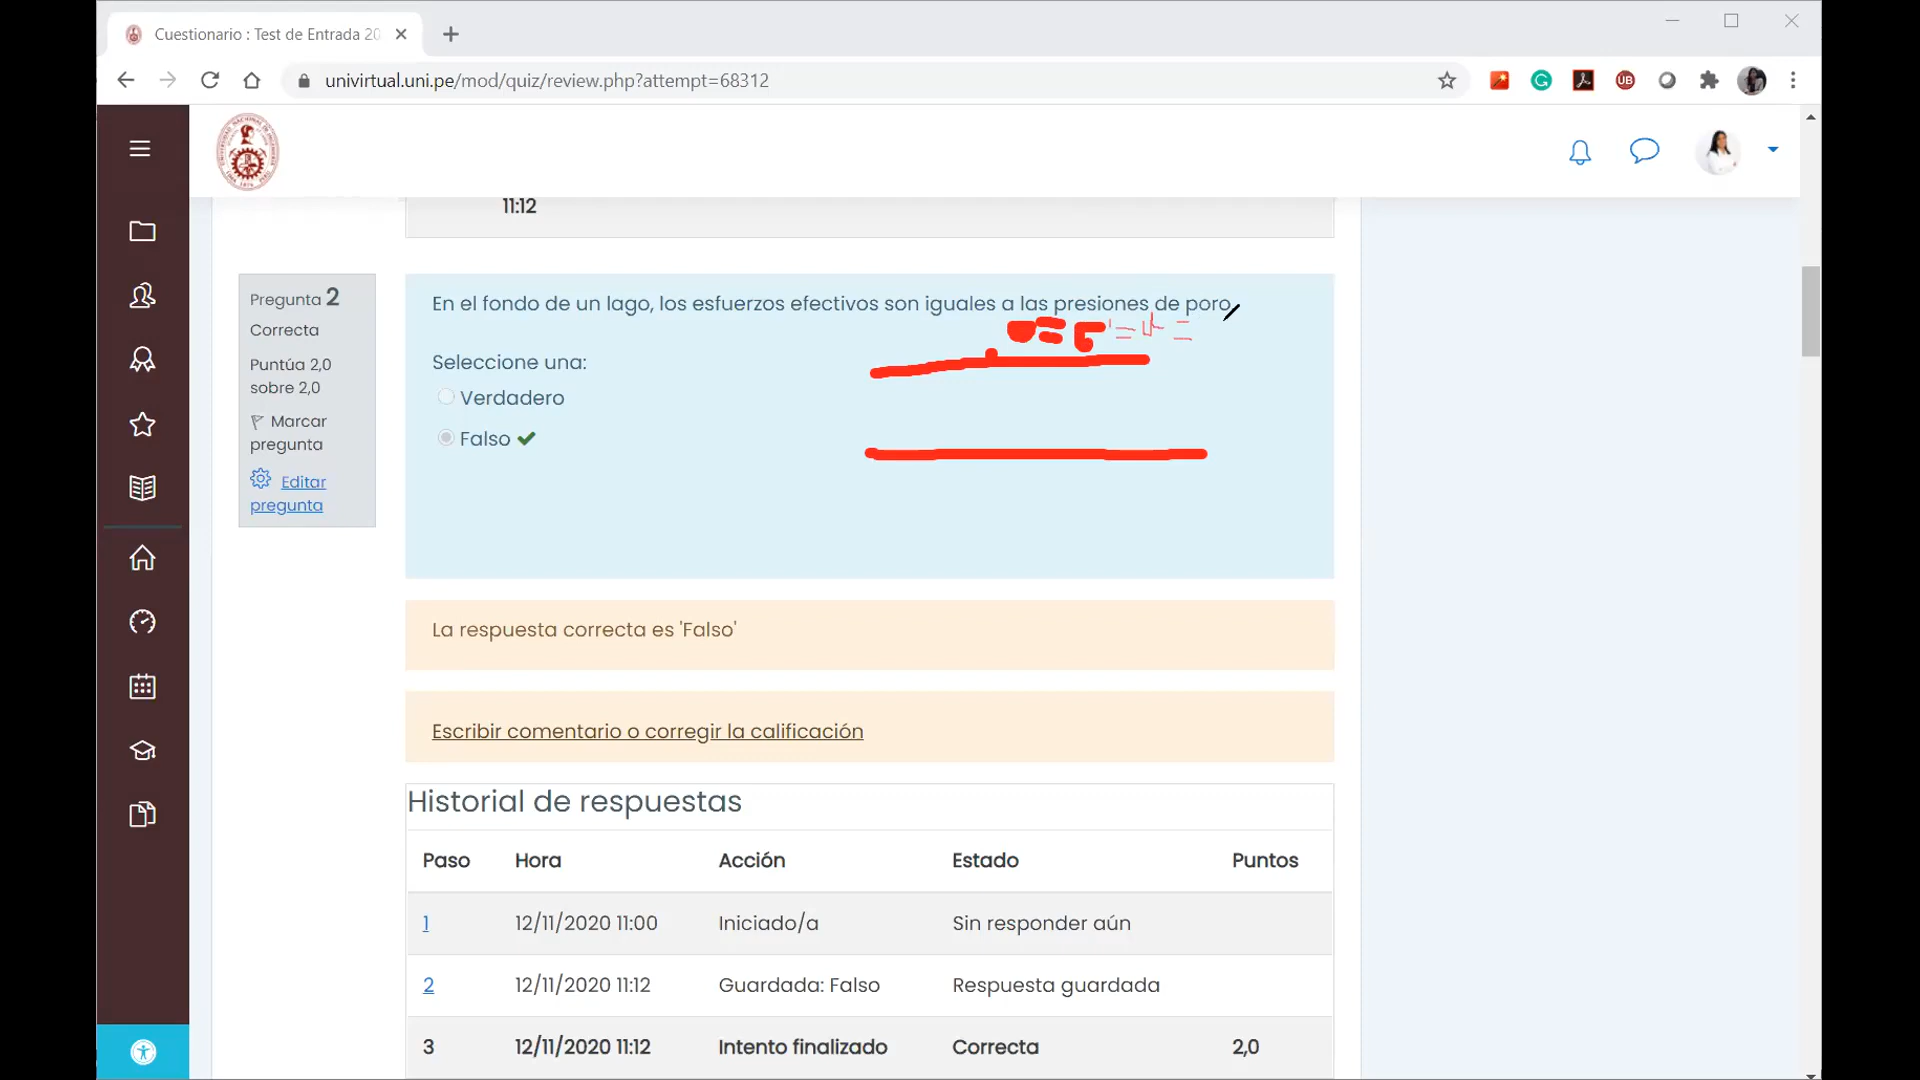 Cuestionario : Test de Entrada 20
univirtual.uni.pe/mod/quiz/review.php?attempt=68312
11:12
Pregunta 2
Correcta
Puntúa 2,0
sobre 2,0
Marcar
pregunta
Editar
pregunta
En el fondo de un lago, los esfuerzos efectivos son iguales a las presiones de poro
Seleccione una:
Verdadero
Falso
La respuesta correcta es 'Falso'
Escribir comentario o corregir la calificación
Historial de respuestas
Paso Hora Acción Estado Puntos
1 12/11/2020 11:00 Iniciado/a Sin responder aún
2 12/11/2020 11:12 Guardada: Falso Respuesta guardada
3 12/11/2020 11:12 Intento finalizado Correcta 2,0